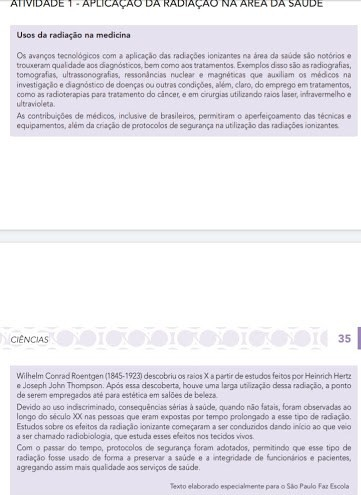 ATIVIDADE 1 - APLICAÇÃO DA RADIAÇÃO NA ÁREA DA SAÚDE
Usos da radiação na medicina
Os avanços tecnológicos com a aplicação das radiações ionizantes na área da saúde são notórios e
trouxeram qualidade aos diagnósticos, bem como aos tratamentos. Exemplos disso são as radiografias,
tomografias, ultrassonografias, ressonâncias nuclear e magnéticas que auxiliam os médicos na
investigação e diagnóstico de doenças ou outras condições, além, claro, do emprego em tratamentos,
como as radioterapias para tratamento do câncer, e em cirurgias utilizando raios laser, infravermelho e
ultravioleta.
As contribuições de médicos, inclusive de brasileiros, permitiram o aperfeiçoamento das técnicas e
equipamentos, além da criação de protocolos de segurança na utilização das radiações ionizantes.
CIÊNCIAS
35
Wilhelm Conrad Roentgen (1845-1923) descobriu os raios X a partir de estudos feitos por Heinrich Hertz
e Joseph John Thompson. Após essa descoberta, houve uma larga utilização dessa radiação, a ponto
de serem empregados até para estética em salões de beleza.
Devido ao uso indiscriminado, consequências sérias à saúde, quando não fatais, foram observadas ao
longo do século XX nas pessoas que eram expostas por tempo prolongado a esse tipo de radiação.
Estudos sobre os efeitos da radiação ionizante começaram a ser conduzidos dando início ao que veio
a ser chamado radiobiologia, que estuda esses efeitos nos tecidos vivos.
Com o passar do tempo, protocolos de segurança foram adotados, permitindo que esse tipo de
radiação fosse usado de forma a preservar a saúde e a integridade de funcionários e pacientes,
agregando assim mais qualidade aos serviços de saúde.
Texto elaborado especialmente para o São Paulo Faz Escola